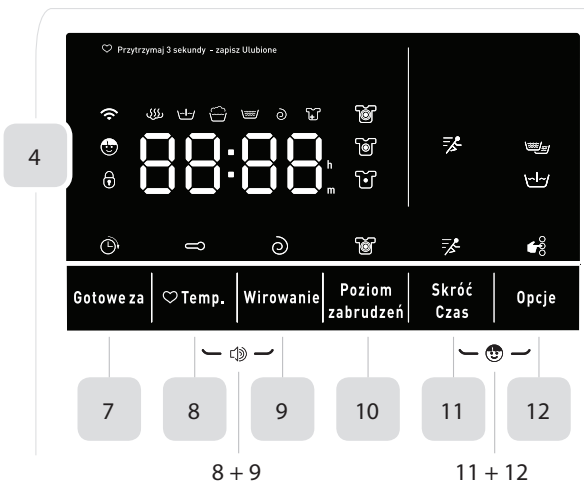 Przytrzymaj 3 sekundy - zapisz Ulubione
4
88:88 h
m
Gotowe za
Temp.
Wirowanie
Poziom
zabrudzeń
Skróć
Czas
Opcje
7 8 9 10 11 12
8 + 9 11 + 12